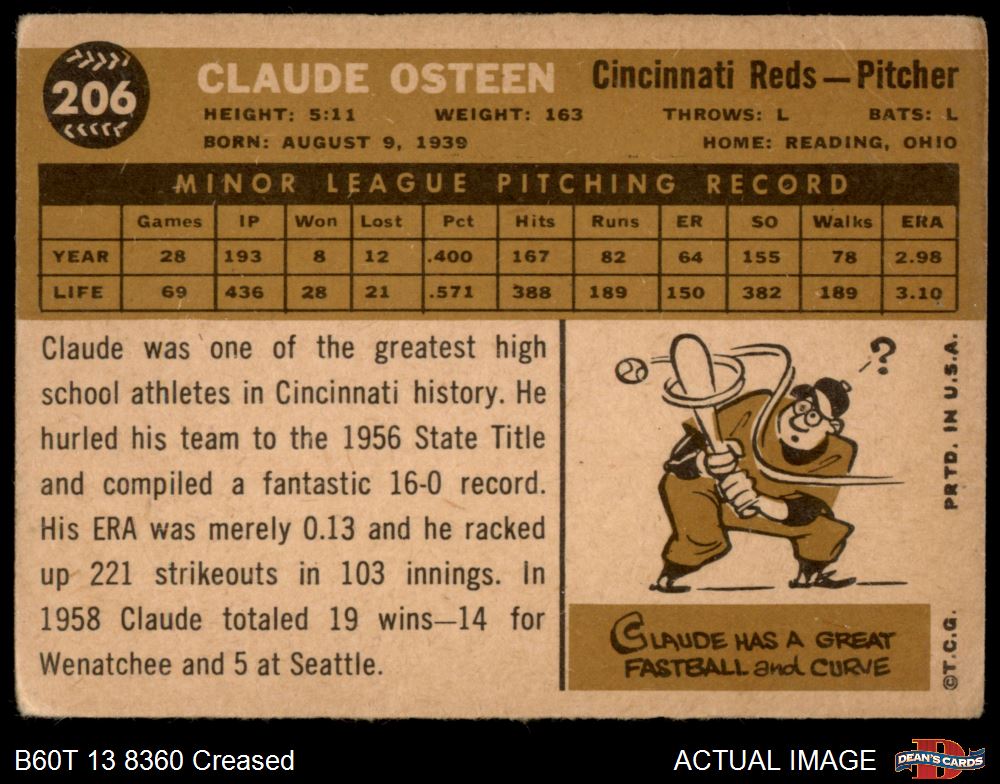 206
CLAUDE OSTEEN Cincinnati Reds—Pitcher
HEIGHT: 5:11 WEIGHT: 163 THROWS: L BATS: L
BORN: AUGUST 9, 1939 HOME: READING, OHIO
MINOR LEAGUE PITCHING RECORD
Games IP Won Lost Pct Hits Runs ER SO Walks ERA
YEAR 28 193 8 12 .400 167 82 64 155 78 2.98
LIFE 69 436 28 21 .571 388 189 150 382 189 3.10
Claude was one of the greatest high
school athletes in Cincinnati history. He
hurled his team to the 1956 State Title
and compiled a fantastic 16-0 record.
His ERA was merely 0.13 and he racked
up 221 strikeouts in 103 innings. In
1958 Claude totaled 19 wins—14 for
Wenatchee and 5 at Seattle.
?
CLAUDE HAS A GREAT
FASTBALL and CURVE
PRTD. IN U.S.A.
©T.C.G.
B60T 13 8360 Creased
ACTUAL IMAGE
D
DEAN'S CARDS